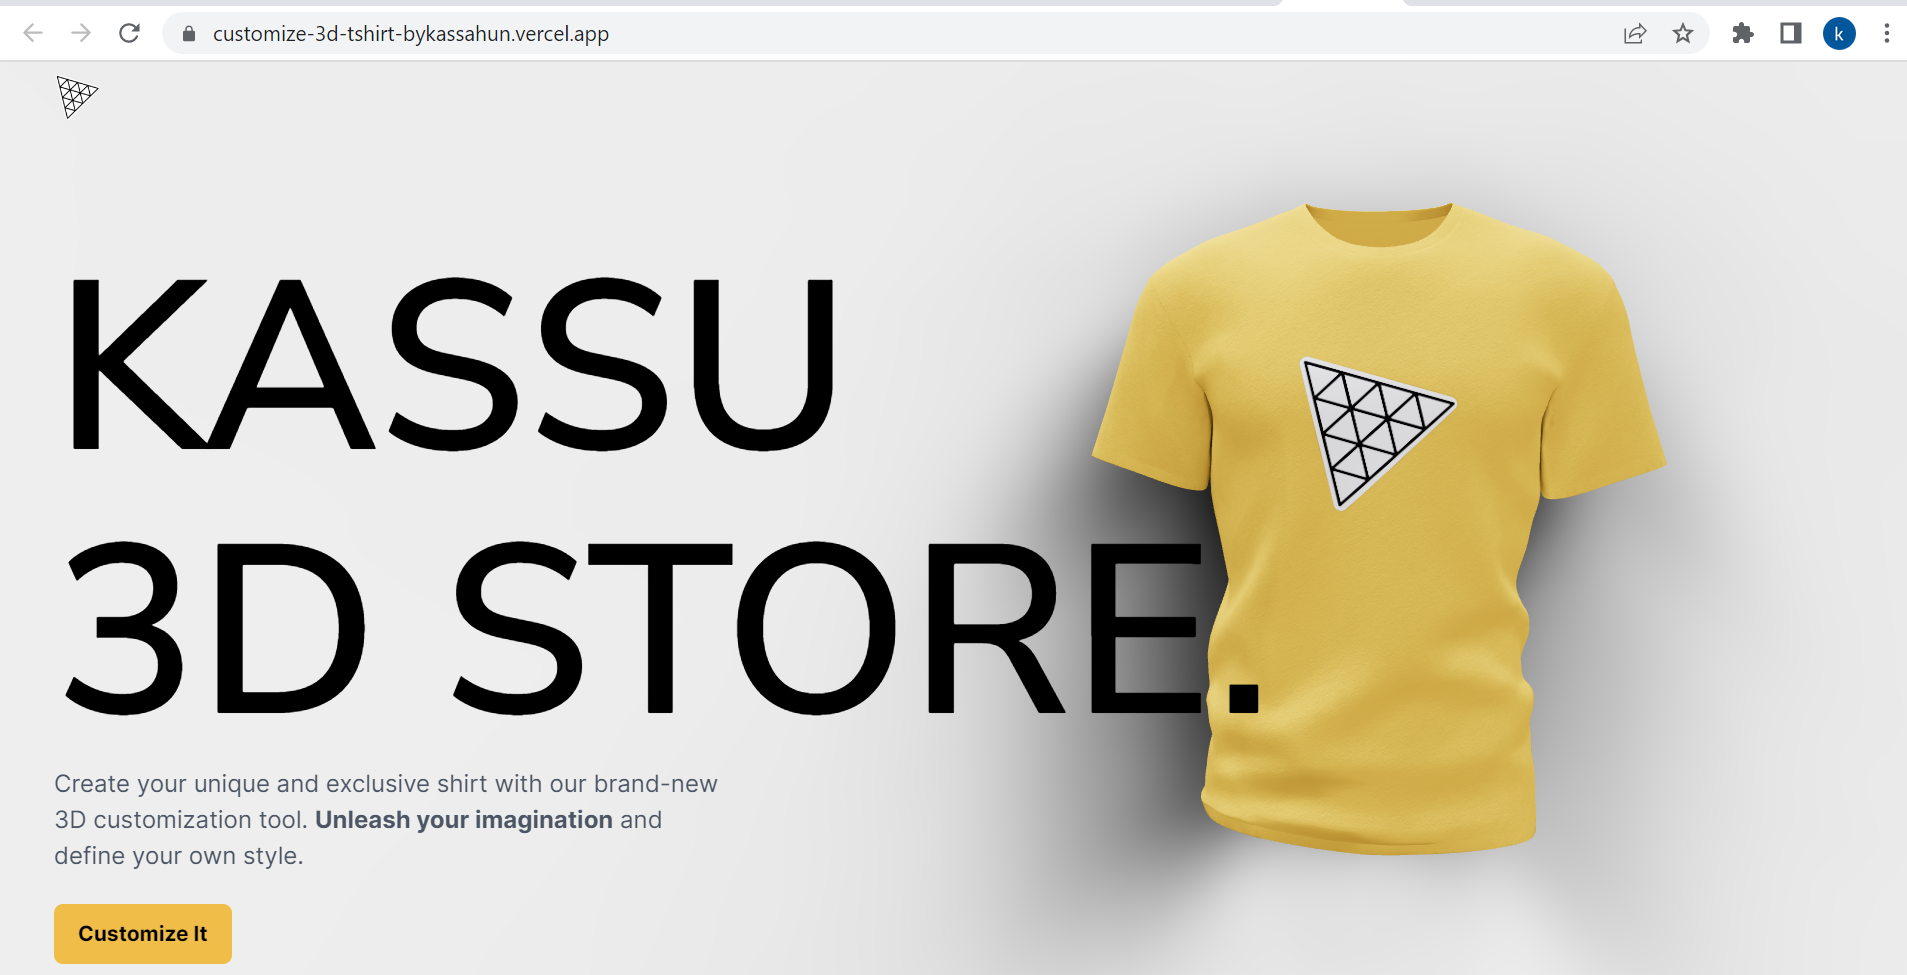 customize-3d-tshirt-bykassahun.vercel.app
k
KASSU
3D STORE.
Create your unique and exclusive shirt with our brand-new
3D customization tool. Unleash your imagination and
define your own style.
Customize It